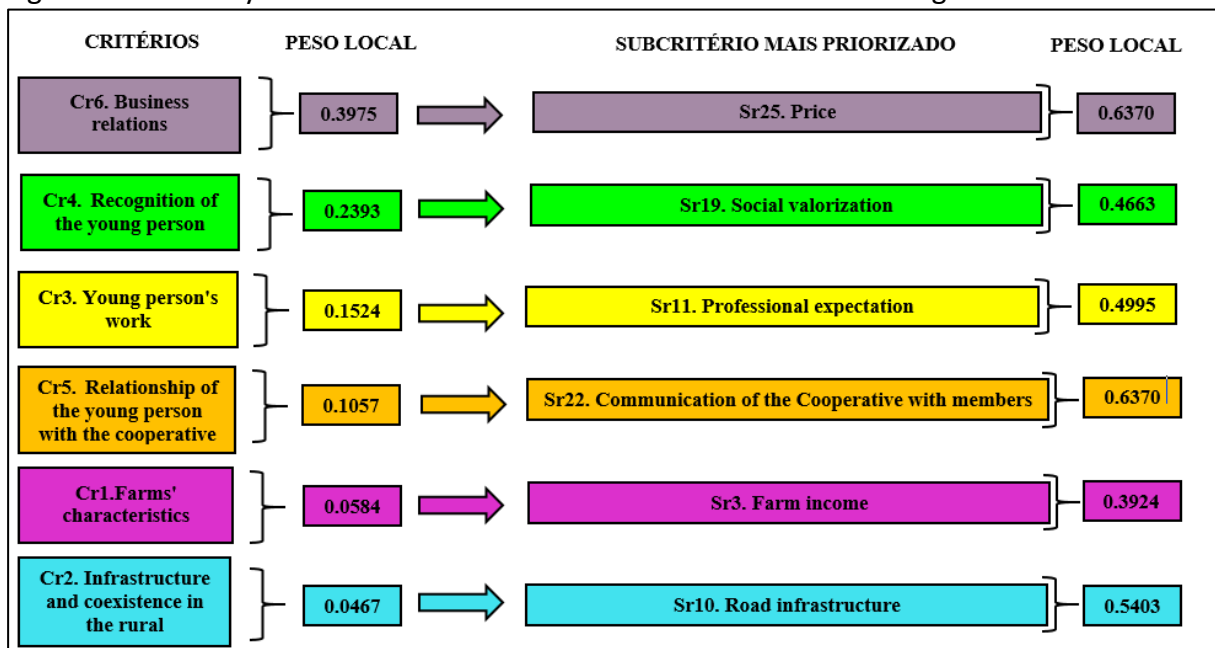 CRITÉRIOS PESO LOCAL SUBCRITÉRIO MAIS PRIORIZADO PESO LOCAL
Cr6. Business
relations
0.3975
Sr25. Price
0.6370
Cr4. Recognition of
the young person
0.2393
Sr19. Social valorization
0.4663
Cr3. Young person's
work
0.1524
Sr11. Professional expectation
0.4995
Cr5. Relationship of
the young person
with the cooperative
0.1057
Sr22. Communication of the Cooperative with members
0.6370
Cr1.Farms'
characteristics
0.0584
Sr3. Farm income
0.3924
Cr2. Infrastructure
and coexistence in
the rural
0.0467
Sr10. Road infrastructure
0.5403